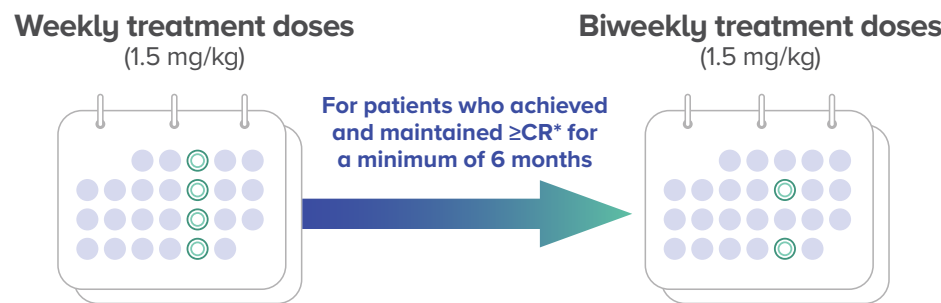 Weekly treatment doses
(1.5 mg/kg)
For patients who achieved
and maintained ≥CR* for
a minimum of 6 months
Biweekly treatment doses
(1.5 mg/kg)